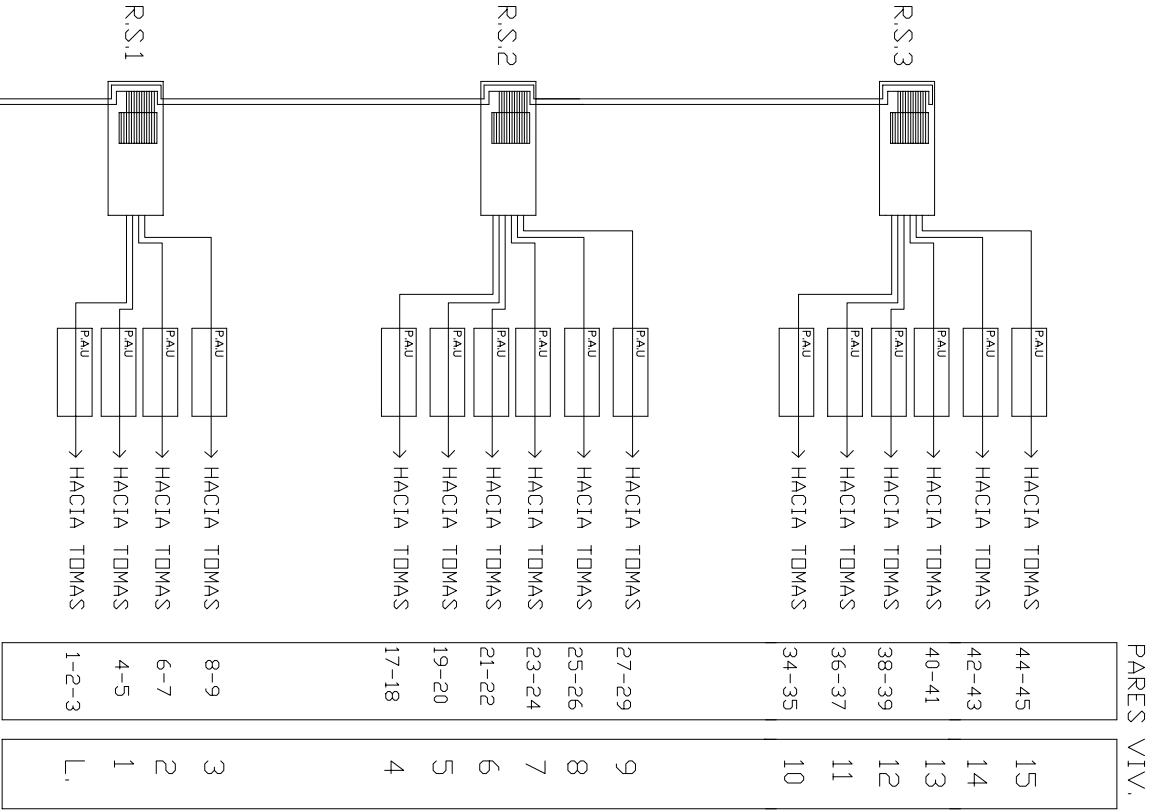 PARES VIV.
R.S.3
P.A.U HACIA TOMAS 44-45 15
P.A.U HACIA TOMAS 42-43 14
P.A.U HACIA TOMAS 40-41 13
P.A.U HACIA TOMAS 38-39 12
P.A.U HACIA TOMAS 36-37 11
P.A.U HACIA TOMAS 34-35 10
R.S.2
P.A.U HACIA TOMAS 27-29 9
P.A.U HACIA TOMAS 25-26 8
P.A.U HACIA TOMAS 23-24 7
P.A.U HACIA TOMAS 21-22 6
P.A.U HACIA TOMAS 19-20 5
P.A.U HACIA TOMAS 17-18 4
R.S.1
P.A.U HACIA TOMAS 8-9 3
P.A.U HACIA TOMAS 6-7 2
P.A.U HACIA TOMAS 4-5 1
P.A.U HACIA TOMAS 1-2-3 L.